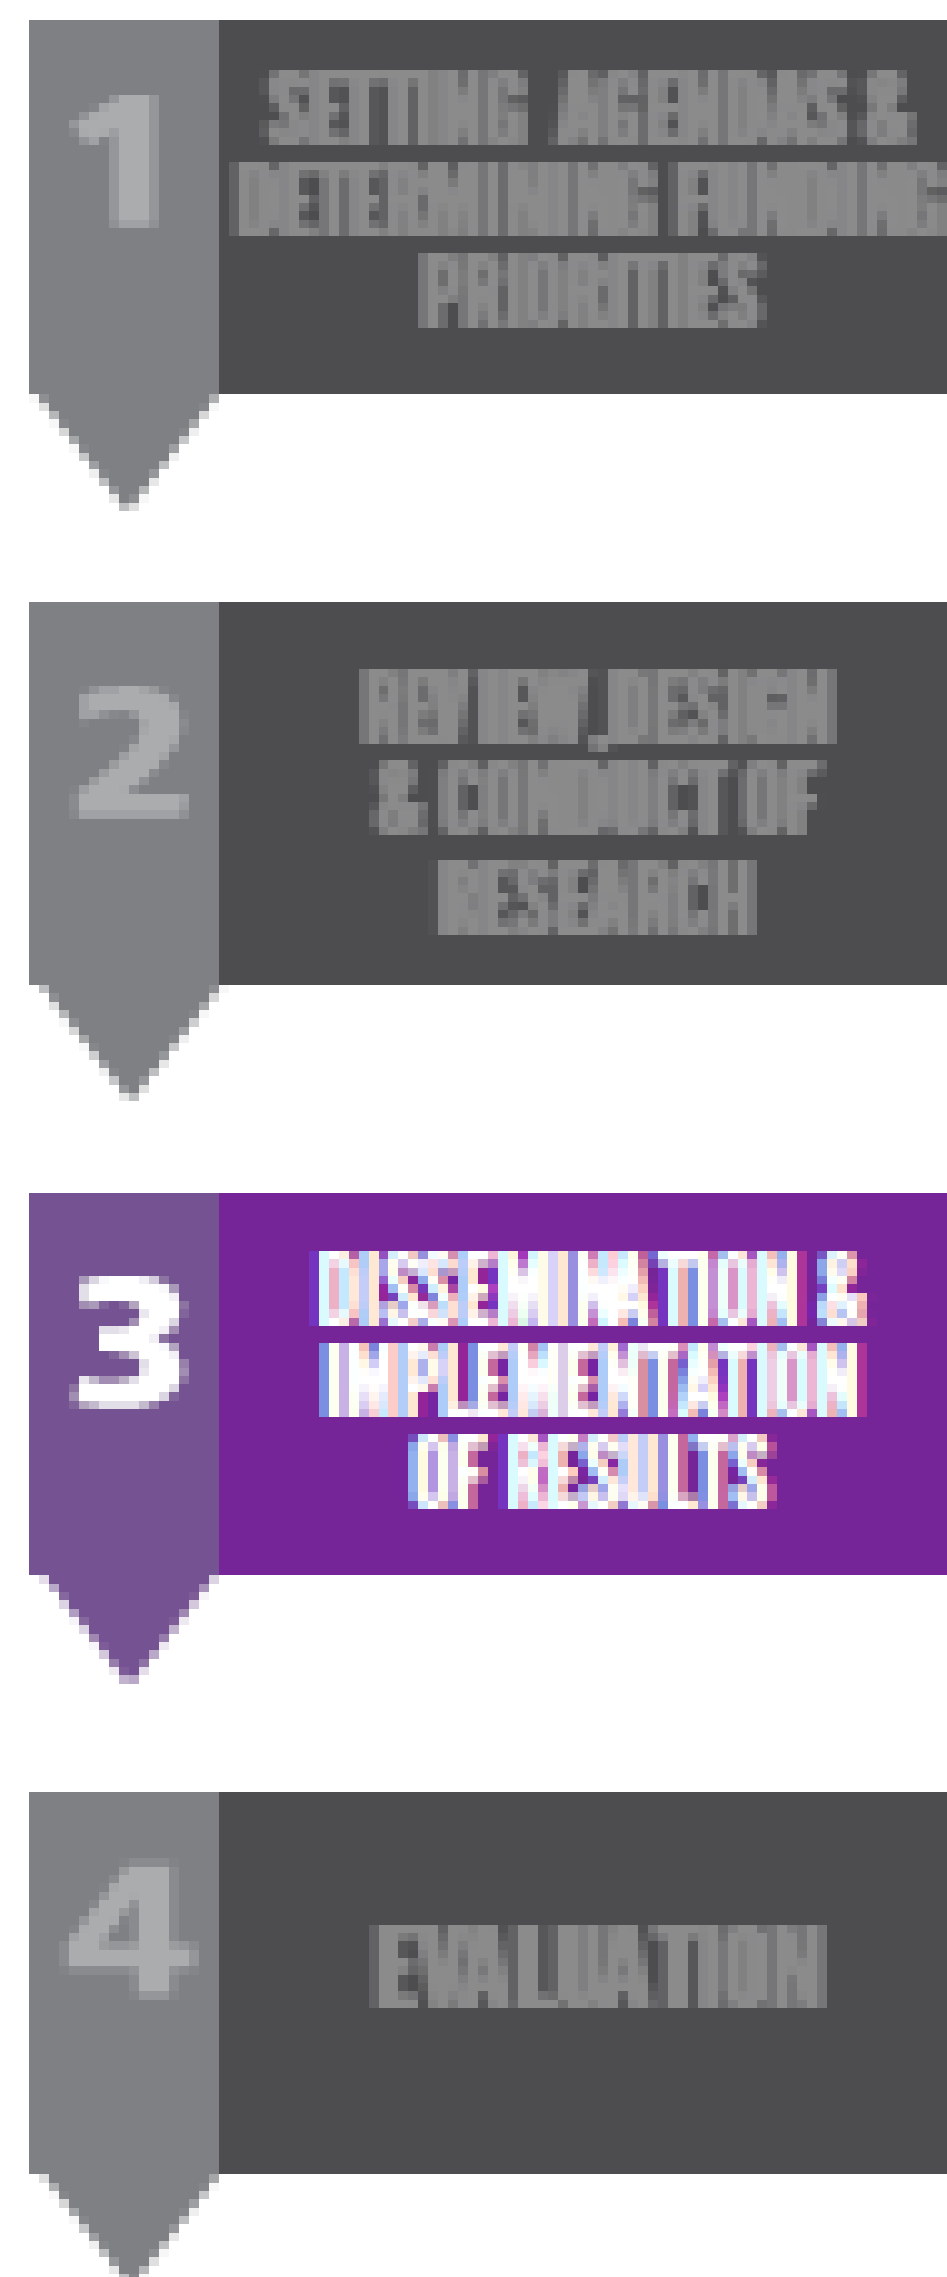 1
SETTING AGENDAS &
DETERMINING FUNDING
PRIORITIES
2
REVIEW, DESIGN
& CONDUCT OF
RESEARCH
3
DISSEMINATION &
IMPLEMENTATION
OF RESULTS
4
EVALUATION